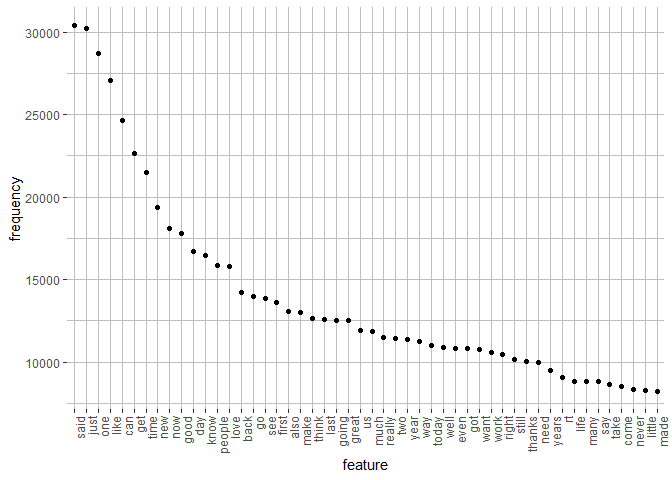 30000
25000
20000
15000
10000
frequency
said
just
one
like
can
get
time
new
now
good
day
know
people
love
back
go
see
first
also
make
think
last
going
great
us
much
really
two
year
way
today
well
even
got
want
work
right
still
thanks
need
years
rt
life
many
say
take
come
never
little
made
feature